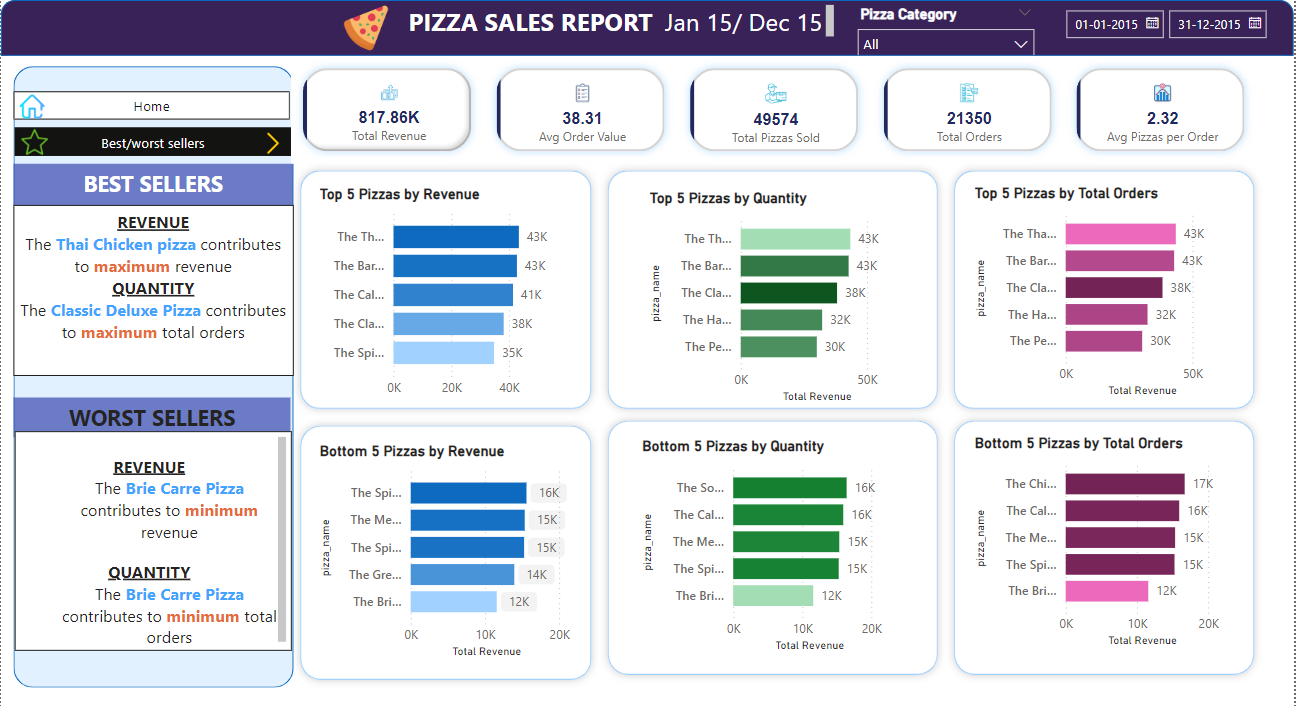 PIZZA SALES REPORT Jan 15/ Dec 15
Pizza Category
All
01-01-2015
31-12-2015
Home
Best/worst sellers
BEST SELLERS
REVENUE
The Thai Chicken pizza contributes
to maximum revenue
QUANTITY
The Classic Deluxe Pizza contributes
to maximum total orders
WORST SELLERS
REVENUE
The Brie Carre Pizza
contributes to minimum
revenue
QUANTITY
The Brie Carre Pizza
contributes to minimum total
orders
817.86K
Total Revenue
38.31
Avg Order Value
49574
Total Pizzas Sold
21350
Total Orders
2.32
Avg Pizzas per Order
Top 5 Pizzas by Revenue
The Th... 43K
The Bar... 43K
The Cal... 41K
The Cla... 38K
The Spi... 35K
0K 20K 40K
Top 5 Pizzas by Quantity
pizza_name
The Th... 43K
The Bar... 43K
The Cla... 38K
The Ha... 32K
The Pe... 30K
0K 50K
Total Revenue
Top 5 Pizzas by Total Orders
pizza_name
The Tha... 43K
The Bar... 43K
The Cla... 38K
The Ha... 32K
The Pe... 30K
0K 50K
Total Revenue
Bottom 5 Pizzas by Revenue
pizza_name
The Spi... 16K
The Me... 15K
The Spi... 15K
The Gre... 14K
The Bri... 12K
0K 10K 20K
Total Revenue
Bottom 5 Pizzas by Quantity
pizza_name
The So... 16K
The Cal... 16K
The Me... 15K
The Spi... 15K
The Bri... 12K
0K 10K 20K
Total Revenue
Bottom 5 Pizzas by Total Orders
pizza_name
The Chi... 17K
The Cal... 16K
The Me... 15K
The Spi... 15K
The Bri... 12K
0K 10K 20K
Total Revenue